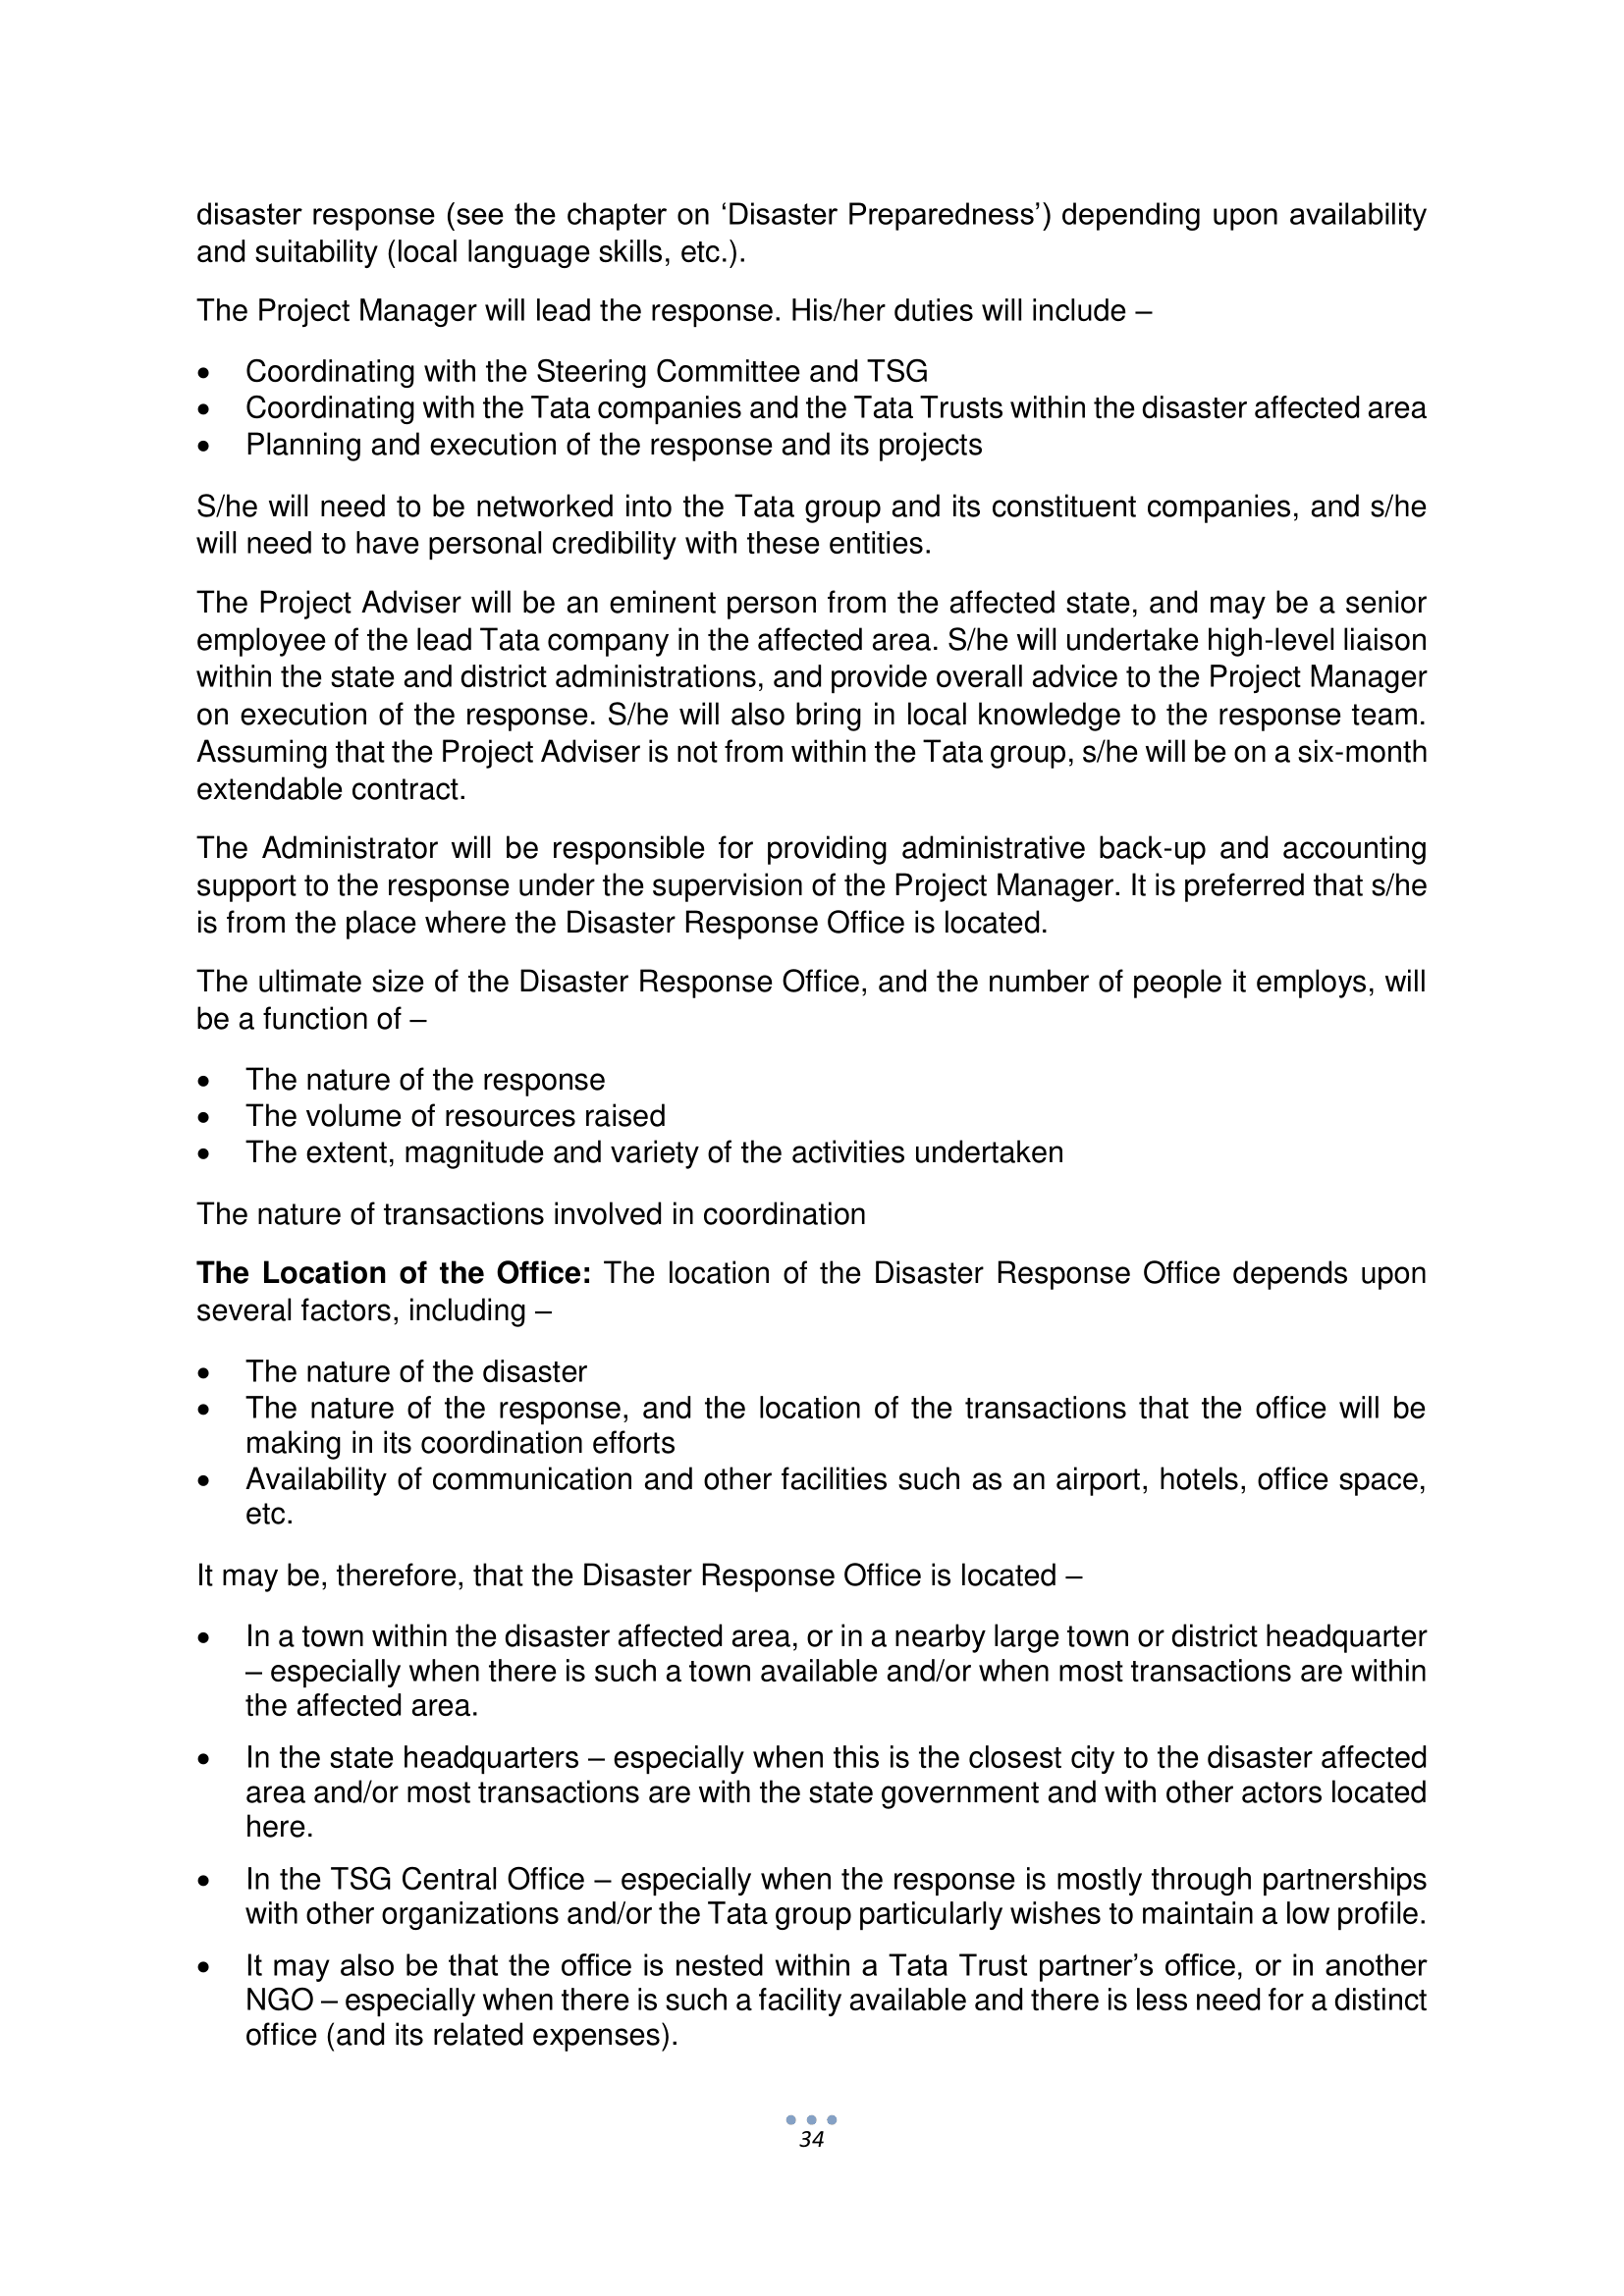 disaster response (see the chapter on ‘Disaster Preparedness’) depending upon availability
and suitability (local language skills, etc.).
The Project Manager will lead the response. His/her duties will include –
• Coordinating with the Steering Committee and TSG
• Coordinating with the Tata companies and the Tata Trusts within the disaster affected area
• Planning and execution of the response and its projects
S/he will need to be networked into the Tata group and its constituent companies, and s/he
will need to have personal credibility with these entities.
The Project Adviser will be an eminent person from the affected state, and may be a senior
employee of the lead Tata company in the affected area. S/he will undertake high-level liaison
within the state and district administrations, and provide overall advice to the Project Manager
on execution of the response. S/he will also bring in local knowledge to the response team.
Assuming that the Project Adviser is not from within the Tata group, s/he will be on a six-month
extendable contract.
The Administrator will be responsible for providing administrative back-up and accounting
support to the response under the supervision of the Project Manager. It is preferred that s/he
is from the place where the Disaster Response Office is located.
The ultimate size of the Disaster Response Office, and the number of people it employs, will
be a function of –
• The nature of the response
• The volume of resources raised
• The extent, magnitude and variety of the activities undertaken
The nature of transactions involved in coordination
The Location of the Office: The location of the Disaster Response Office depends upon
several factors, including –
• The nature of the disaster
• The nature of the response, and the location of the transactions that the office will be
making in its coordination efforts
• Availability of communication and other facilities such as an airport, hotels, office space,
etc.
It may be, therefore, that the Disaster Response Office is located –
• In a town within the disaster affected area, or in a nearby large town or district headquarter
– especially when there is such a town available and/or when most transactions are within
the affected area.
• In the state headquarters – especially when this is the closest city to the disaster affected
area and/or most transactions are with the state government and with other actors located
here.
• In the TSG Central Office – especially when the response is mostly through partnerships
with other organizations and/or the Tata group particularly wishes to maintain a low profile.
• It may also be that the office is nested within a Tata Trust partner’s office, or in another
NGO – especially when there is such a facility available and there is less need for a distinct
office (and its related expenses).
34